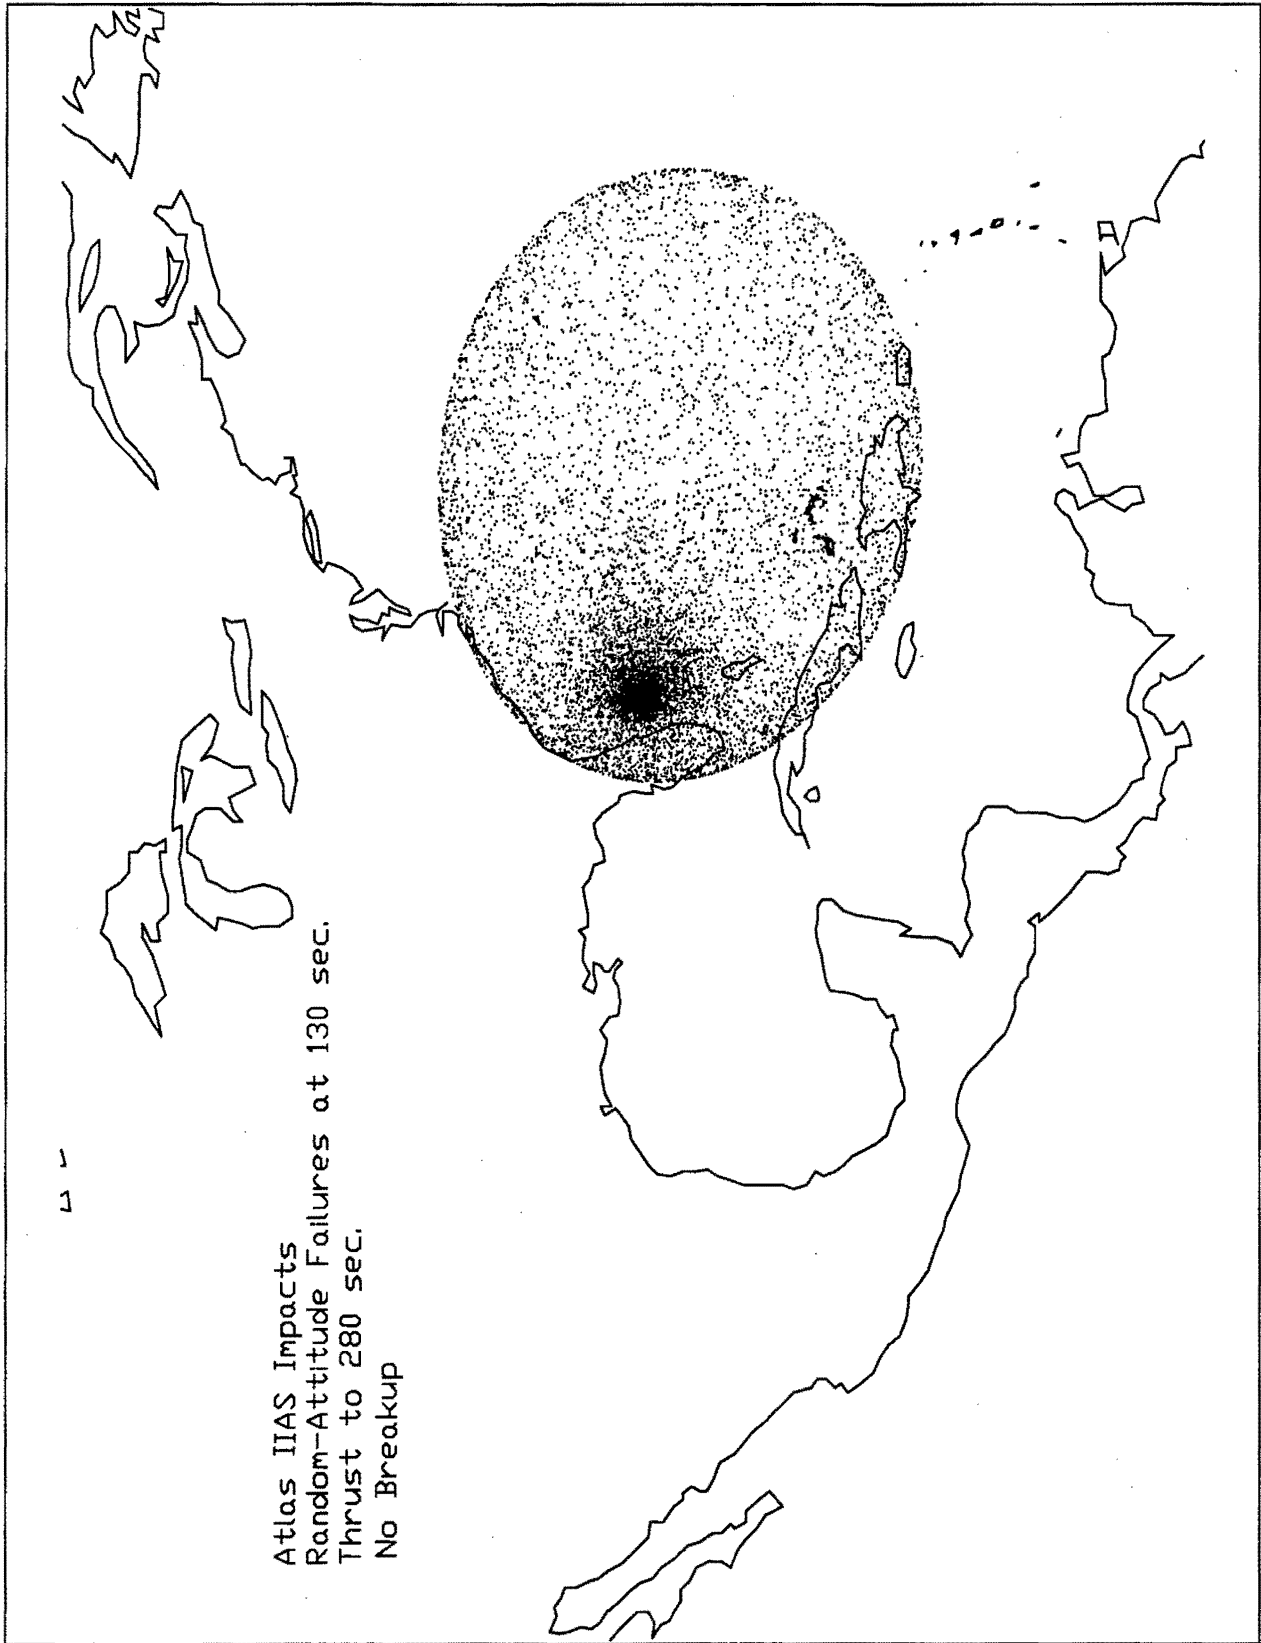 Atlas IIAS Impacts
Random-Attitude Failures at 130 sec.
Thrust to 280 sec.
No Breakup